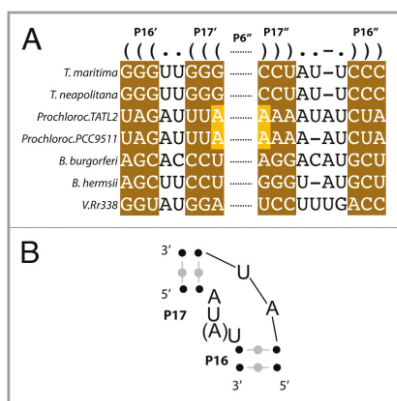 A P16′ P17′ P6″ P17″ P16″
(((..((( ........ )))..-.)))
T. maritima GGGUUGGG ........ CCUAU-UCCC
T. neapolitana GGGUUGGG ........ CCUAU-UCCC
Prochloroc.TATL2 UAGAUUUA ........ AAAAUAUCUA
Prochloroc.PCC9511 UAGAUUUA ........ AAAA-AUCUA
B. burgorferi AGCACCCU ........ AGGACAUGCU
B. hermsii AGCUUCCU ........ GGGU-AUGCU
V.Rr338 GGUAUGGA ........ UCCUUUGACC
B
3′
U
5′ A
P17 U A
(A) U
P16
3′ 5′